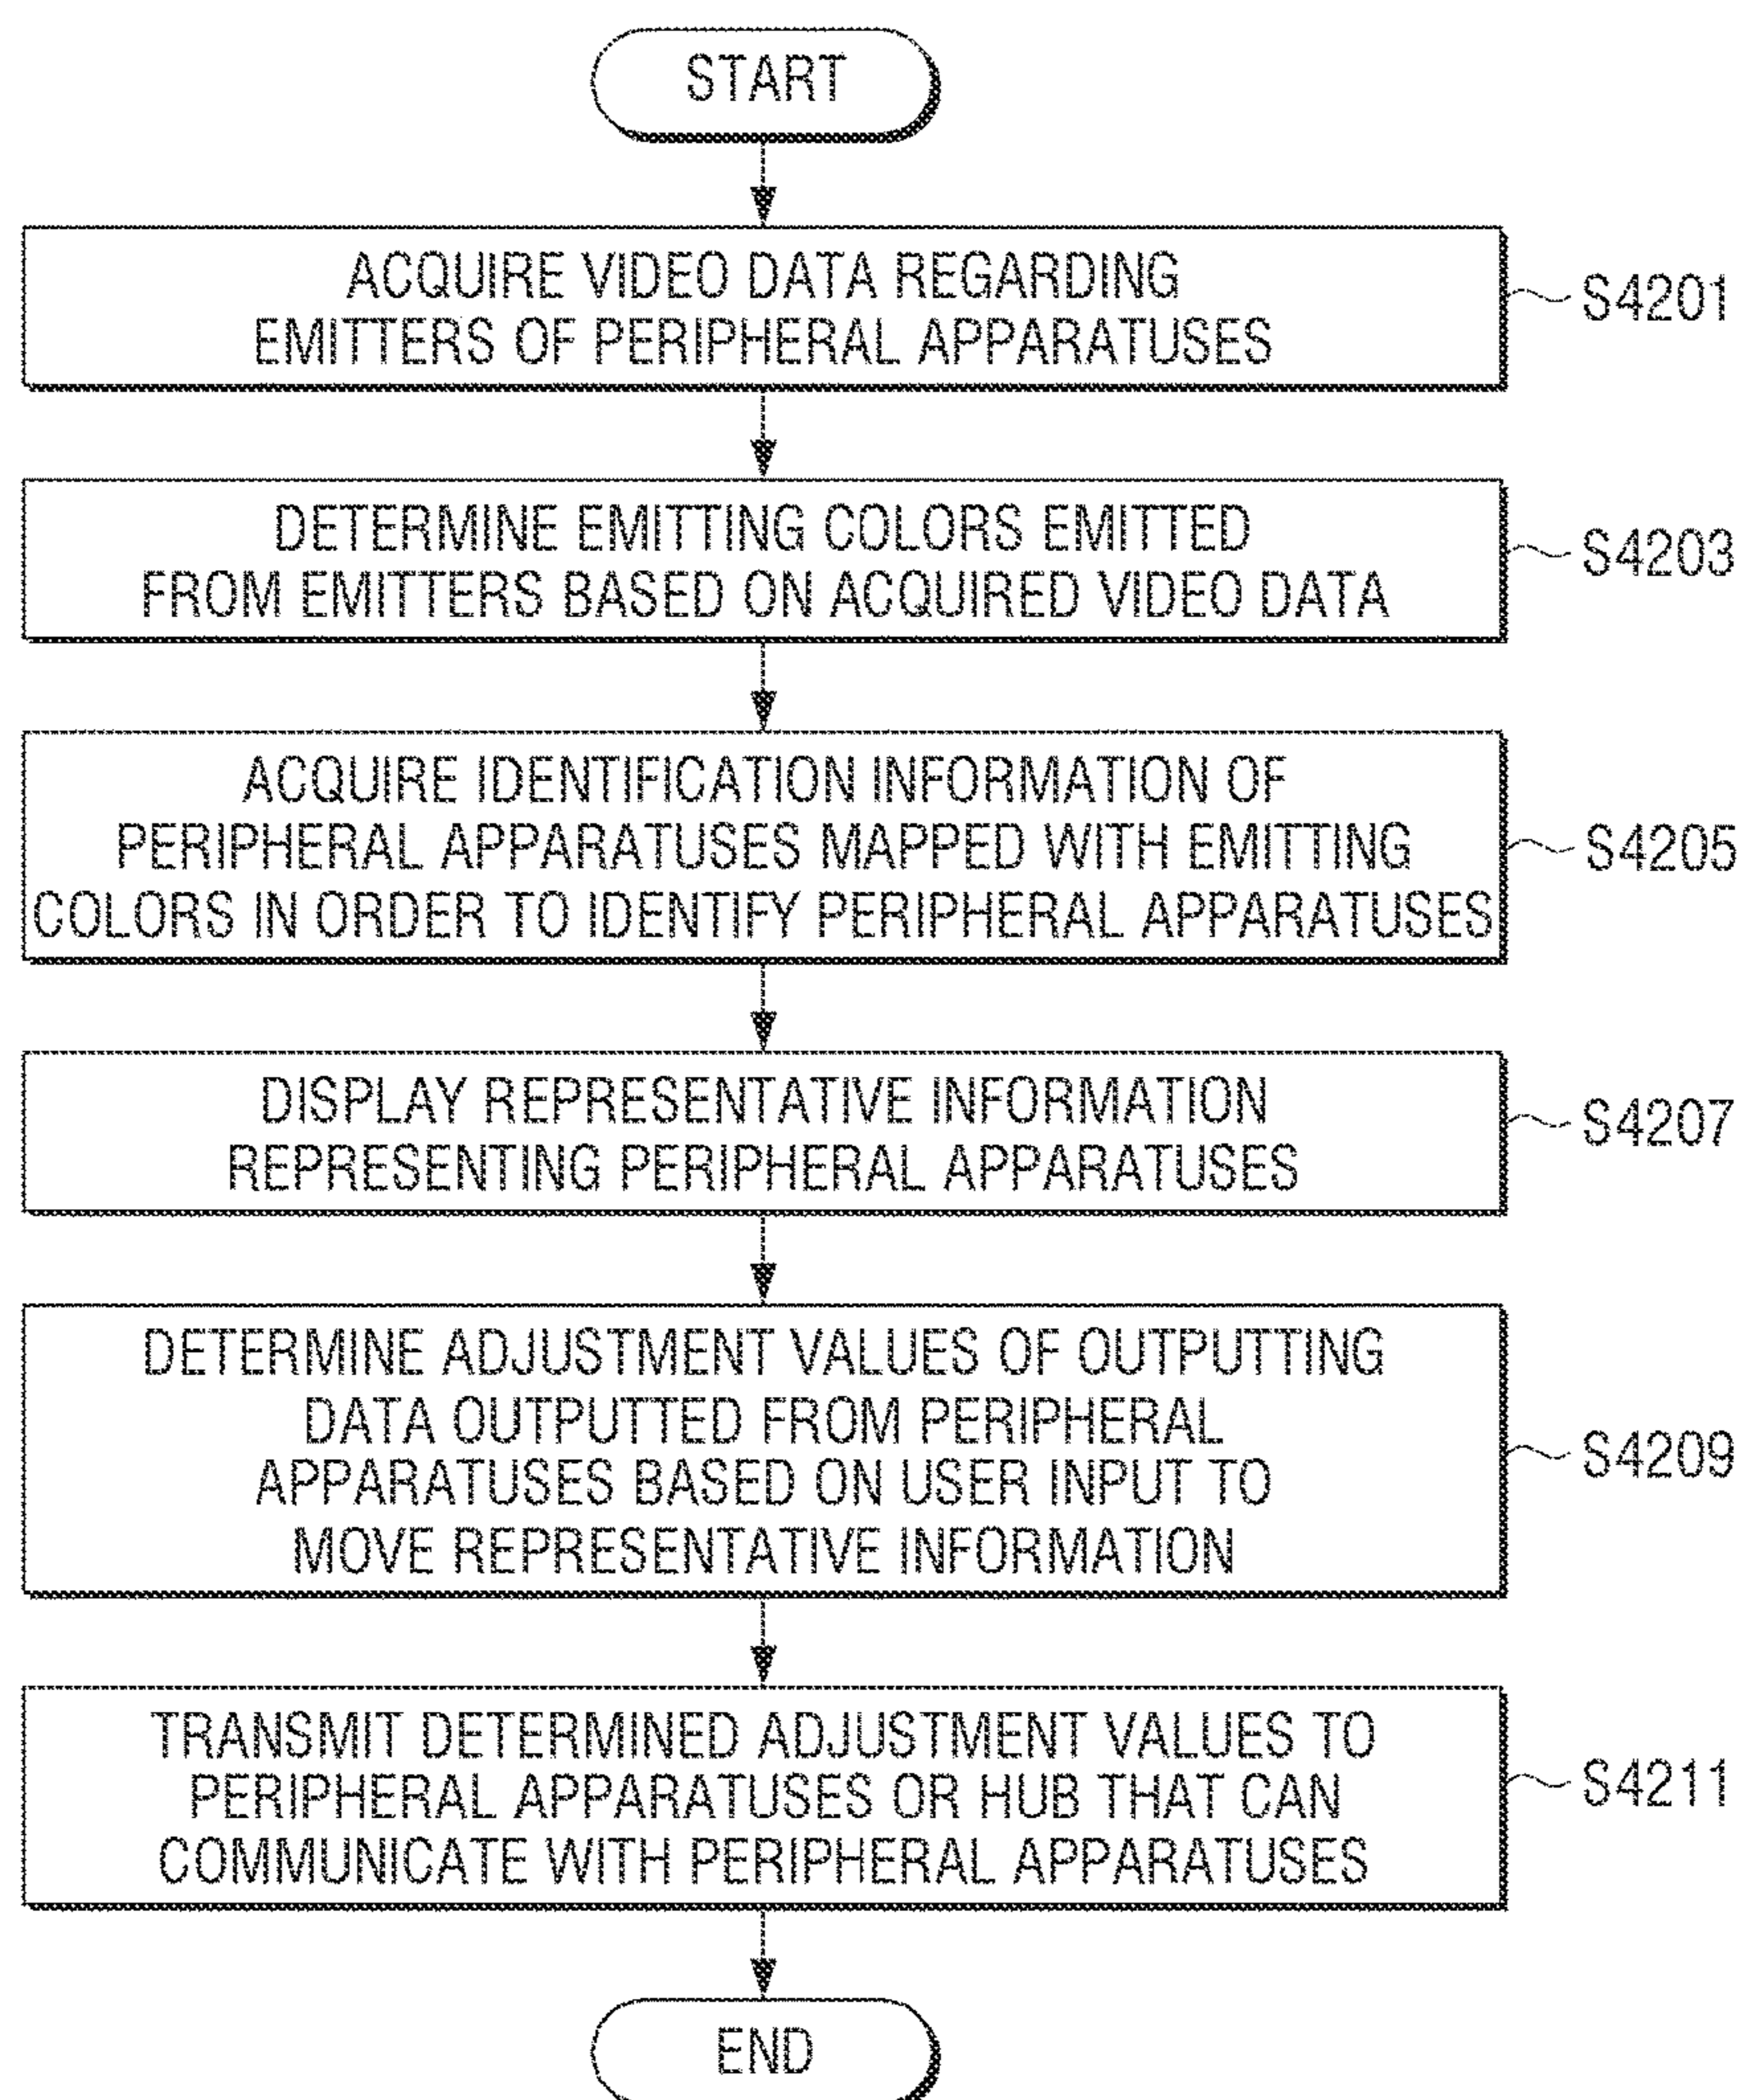 START
ACQUIRE VIDEO DATA REGARDING
EMITTERS OF PERIPHERAL APPARATUSES
S4201
DETERMINE EMITTING COLORS EMITTED
FROM EMITTERS BASED ON ACQUIRED VIDEO DATA
S4203
ACQUIRE IDENTIFICATION INFORMATION OF
PERIPHERAL APPARATUSES MAPPED WITH EMITTING
COLORS IN ORDER TO IDENTIFY PERIPHERAL APPARATUSES
S4205
DISPLAY REPRESENTATIVE INFORMATION
REPRESENTING PERIPHERAL APPARATUSES
S4207
DETERMINE ADJUSTMENT VALUES OF OUTPUTTING
DATA OUTPUTTED FROM PERIPHERAL
APPARATUSES BASED ON USER INPUT TO
MOVE REPRESENTATIVE INFORMATION
S4209
TRANSMIT DETERMINED ADJUSTMENT VALUES TO
PERIPHERAL APPARATUSES OR HUB THAT CAN
COMMUNICATE WITH PERIPHERAL APPARATUSES
S4211
END